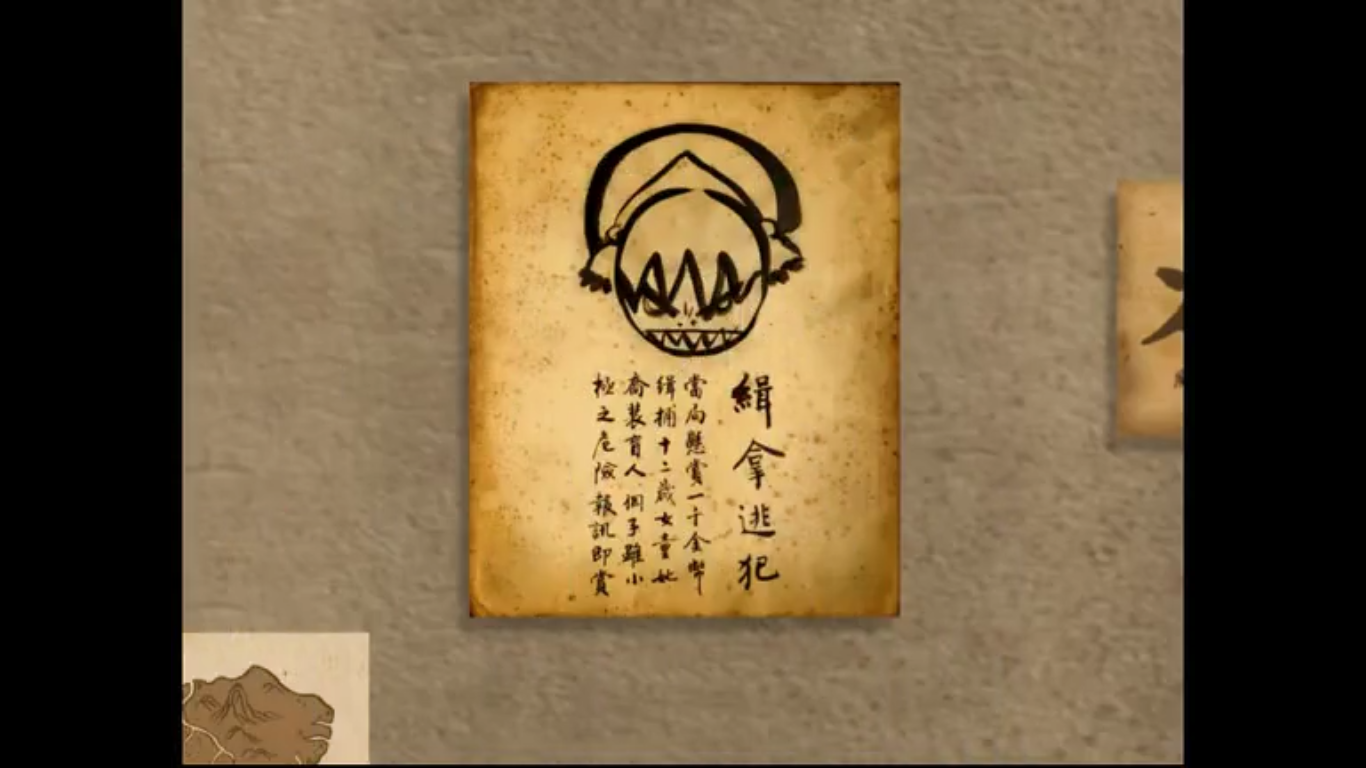 緝拿逃犯
當局懸賞一千金幣
緝捕十二歲女童她
喬裝盲人個子雖小
極之危險報訊即賞